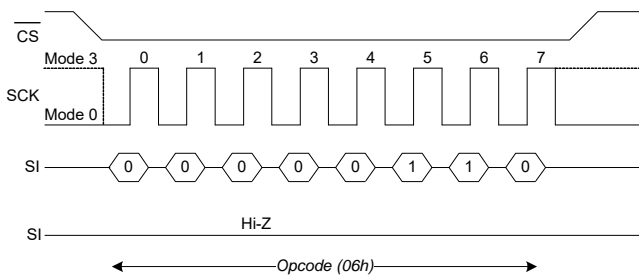 CS
Mode 3 0 1 2 3 4 5 6 7
SCK
Mode 0
SI 0 0 0 0 0 1 1 0
Hi-Z
SI
Opcode (06h)